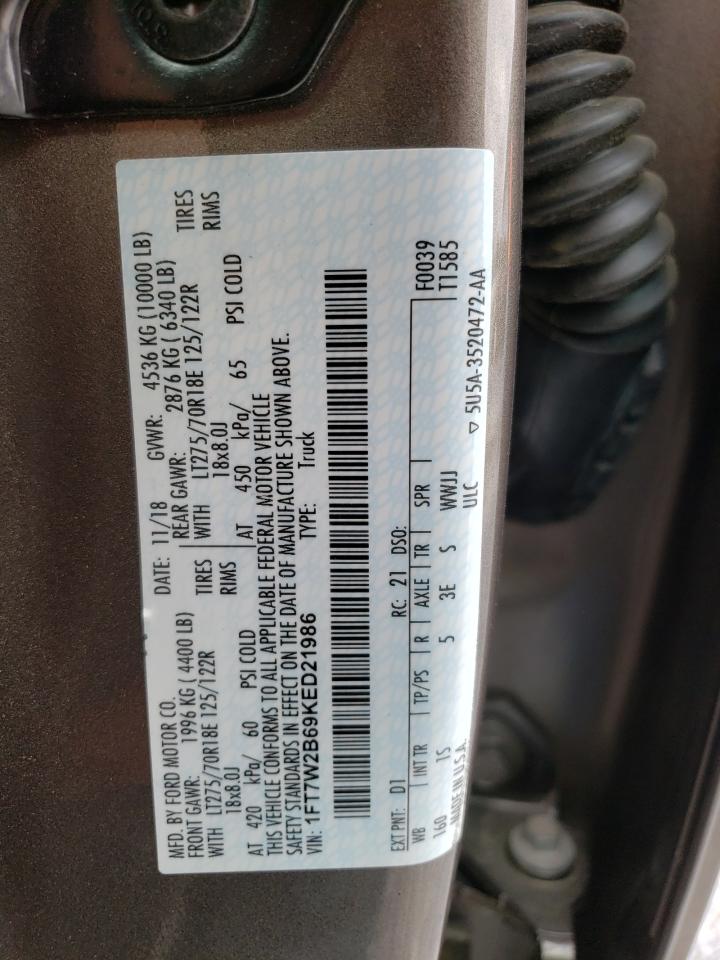 MFD. BY FORD MOTOR CO. DATE: 11/18 GVWR: 4536 KG (10000 LB)
FRONT GAWR: 1996 KG ( 4400 LB) REAR GAWR: 2876 KG ( 6340 LB)
WITH LT275/70R18E 125/122R TIRES WITH LT275/70R18E 125/122R TIRES
18x8.0J RIMS 18x8.0J RIMS
AT 420 kPa/ 60 PSI COLD AT 450 kPa/ 65 PSI COLD
THIS VEHICLE CONFORMS TO ALL APPLICABLE FEDERAL MOTOR VEHICLE
SAFETY STANDARDS IN EFFECT ON THE DATE OF MANUFACTURE SHOWN ABOVE.
VIN: 1FT7W2B69KED21986 TYPE: Truck
F0039
EXT PNT: D1 RC: 21 DSO: T1585
WB INT TR TP/PS R AXLE TR SPR
160 1S 5 3E S WWJJ
MADE IN U.S.A. ULC ▽ 5U5A-3520472-AA